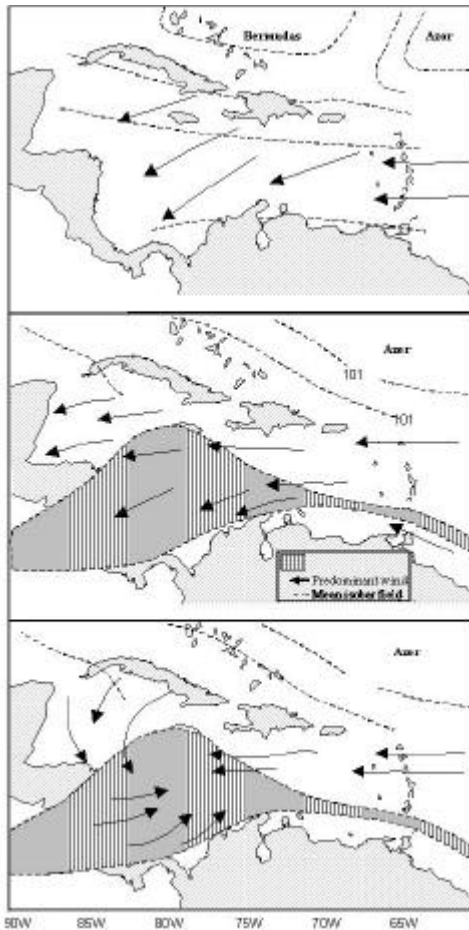 Bermudas Azor
Azor
101
101
Predominant wind
Mean isobar field
Azor
90W 85W 80W 75W 70W 65W